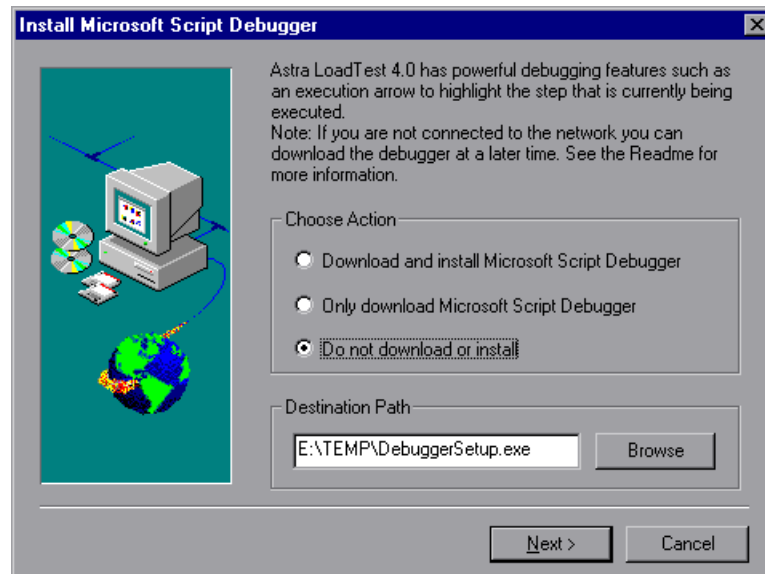 Install Microsoft Script Debugger
Astra LoadTest 4.0 has powerful debugging features such as
an execution arrow to highlight the step that is currently being
executed.
Note: If you are not connected to the network you can
download the debugger at a later time. See the Readme for
more information.
Choose Action
Download and install Microsoft Script Debugger
Only download Microsoft Script Debugger
Do not download or install
Destination Path
E:\TEMP\DebuggerSetup.exe
Browse
Next >
Cancel